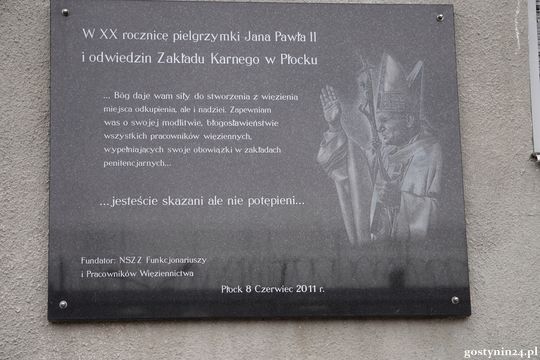 W XX rocznicę pielgrzymki Jana Pawła II
i odwiedzin Zakładu Karnego w Płocku
... Bóg daje wam siły do stworzenia z więzienia
miejsca odkupienia, ale i nadziei. Zapewniam
was o swojej modlitwie, błogosławieństwie
wszystkich pracowników więziennych,
wypełniających swoje obowiązki w zakładach
penitencjarnych...
...jesteście skazani ale nie potępieni...
Fundator: NSZZ Funkcjonariuszy
i Pracowników Więziennictwa
Płock 8 Czerwiec 2011 r.
gostynin24.pl